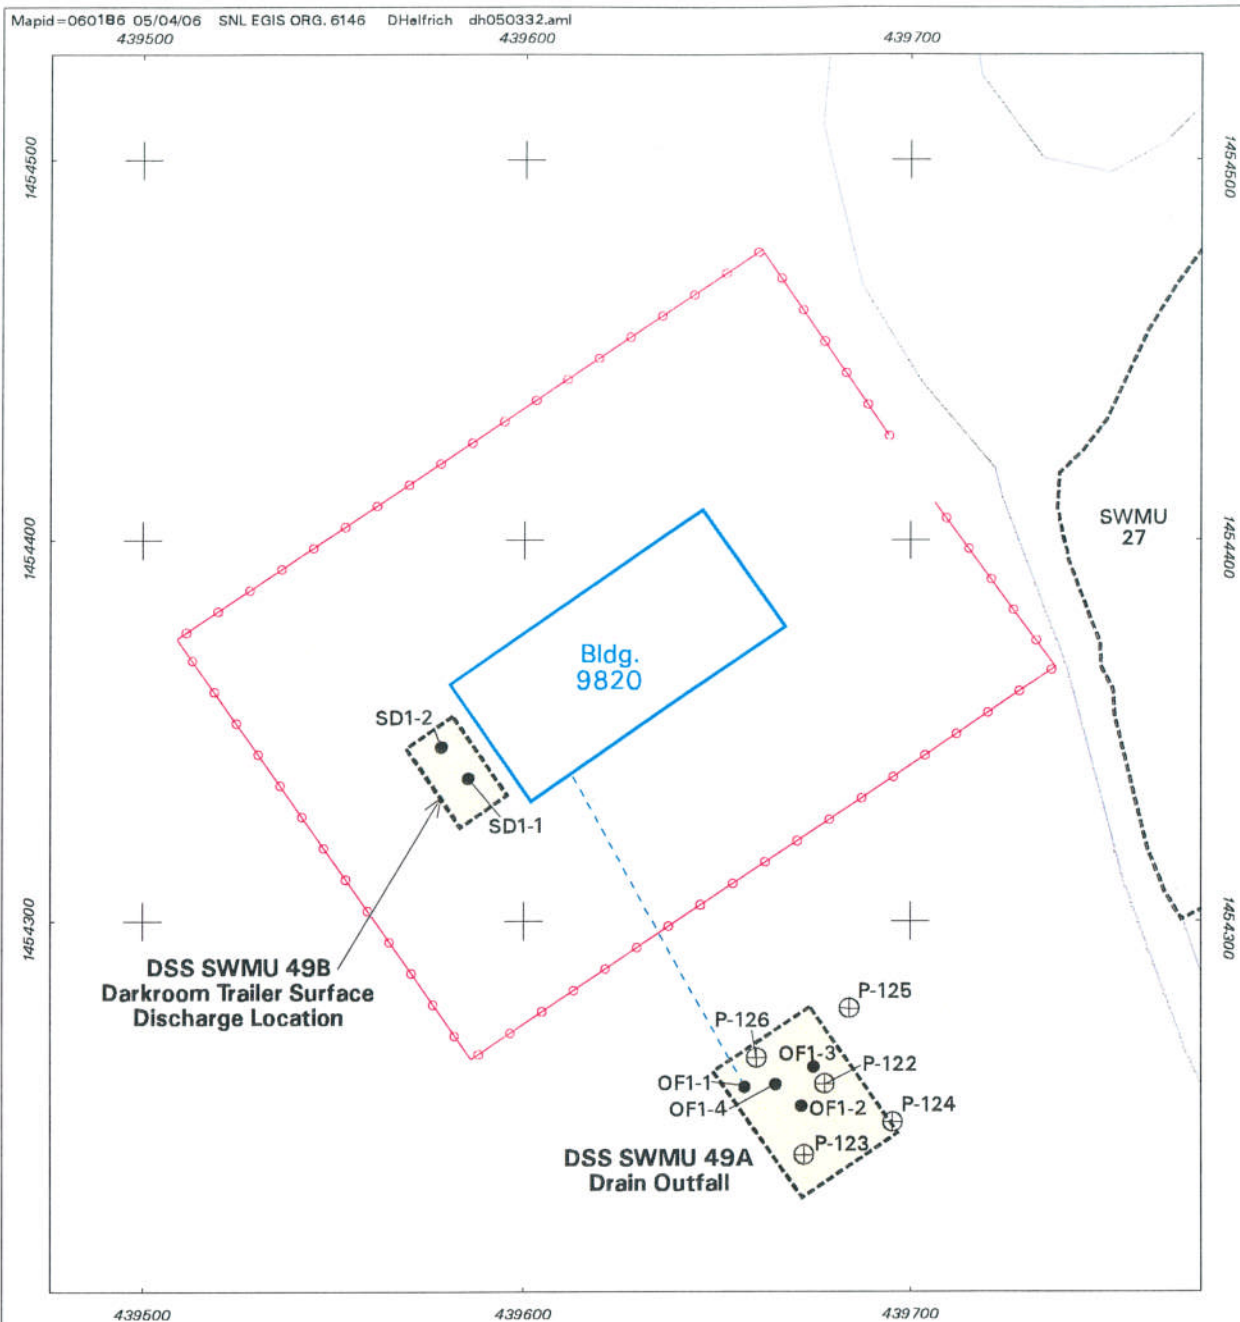 Mapid=060186 05/04/06 SNL EGIS ORG. 6146 DHelfrich dh050332.aml
439500 439600 439700
1454500 1454500
SWMU
27
1454400 1454400
Bldg.
9820
SD1-2
SD1-1
1454300 1454300
DSS SWMU 49B
Darkroom Trailer Surface
Discharge Location
P-125
P-126
OF1-3
P-122
OF1-1
OF1-4
OF1-2
P-124
P-123
DSS SWMU 49A
Drain Outfall
439500 439600 439700